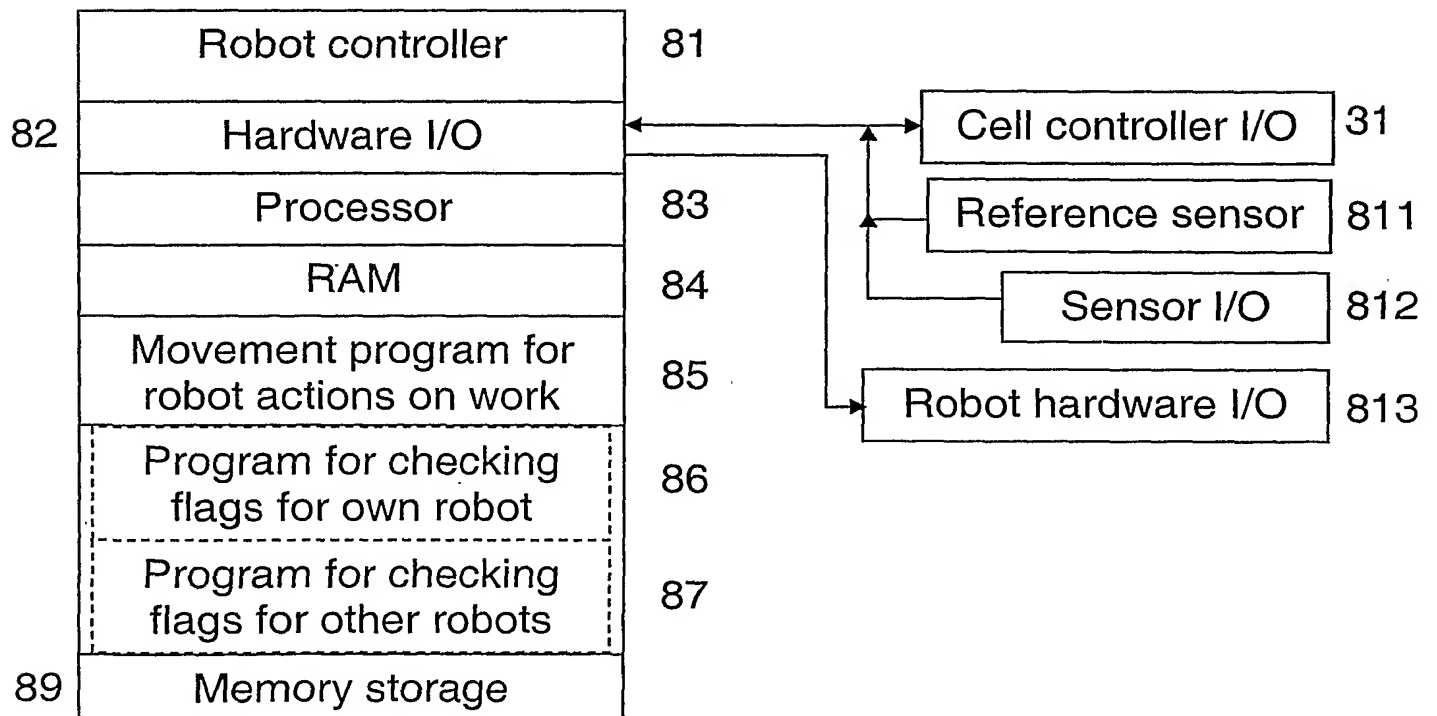 Robot controller 81
82 Hardware I/O
Cell controller I/O 31
Processor 83
Reference sensor 811
RAM 84
Sensor I/O 812
Movement program for
robot actions on work 85
Robot hardware I/O 813
Program for checking
flags for own robot 86
Program for checking
flags for other robots 87
89 Memory storage